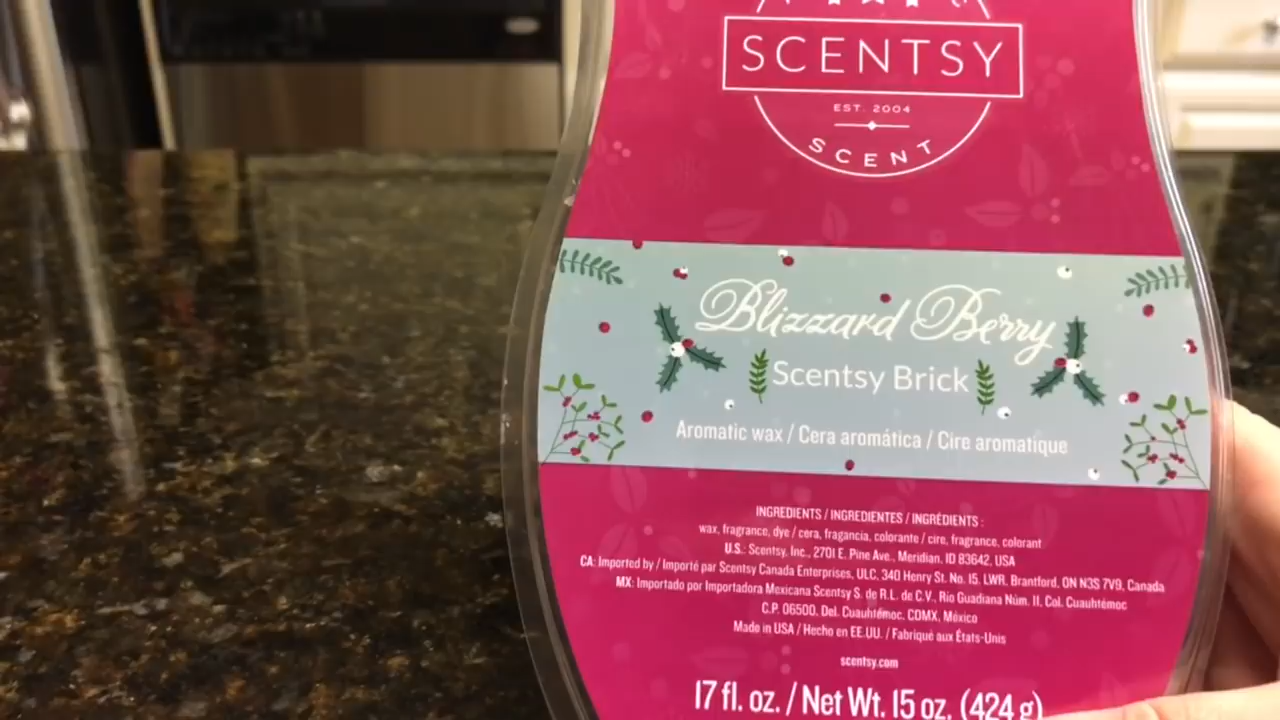 SCENTSY
EST. 2004
SCENT
Blizzard Berry
Scentsy Brick
Aromatic wax / Cera aromática / Cire aromatique
INGREDIENTS / INGREDIENTES / INGRÉDIENTS :
wax, fragrance, dye / cera, fragancia, colorante / cire, fragrance, colorant
U.S.: Scentsy, Inc., 2701 E. Pine Ave., Meridian, ID 83642, USA
CA: Imported by / Importé par Scentsy Canada Enterprises, ULC, 340 Henry St. No. 15, LWR, Brantford, ON N3S 7V9, Canada
MX: Importado por Importadora Mexicana Scentsy S. de R.L. de C.V., Río Guadiana Núm. 11, Col. Cuauhtémoc
C.P. 06500, Del. Cuauhtémoc, CDMX, México
Made in USA / Hecho en EE.UU. / Fabriqué aux États-Unis
scentsy.com
17 fl. oz. / Net Wt. 15 oz. (424 g)